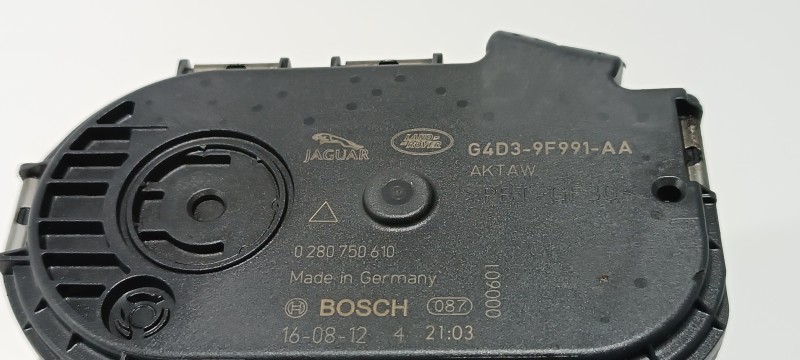 JAGUAR LAND ROVER G4D3-9F991-AA
AKTAW
0 280 750 610
Made in Germany
BOSCH 087 000601
16-08-12 4 21:03